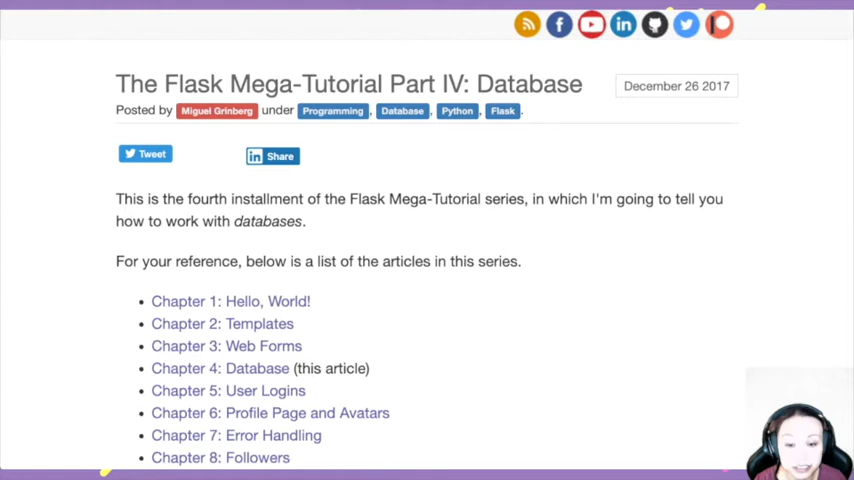 The Flask Mega-Tutorial Part IV: Database
December 26 2017
Posted by Miguel Grinberg under Programming, Database, Python, Flask.
Tweet
in Share
This is the fourth installment of the Flask Mega-Tutorial series, in which I'm going to tell you
how to work with databases.
For your reference, below is a list of the articles in this series.
• Chapter 1: Hello, World!
• Chapter 2: Templates
• Chapter 3: Web Forms
• Chapter 4: Database (this article)
• Chapter 5: User Logins
• Chapter 6: Profile Page and Avatars
• Chapter 7: Error Handling
• Chapter 8: Followers